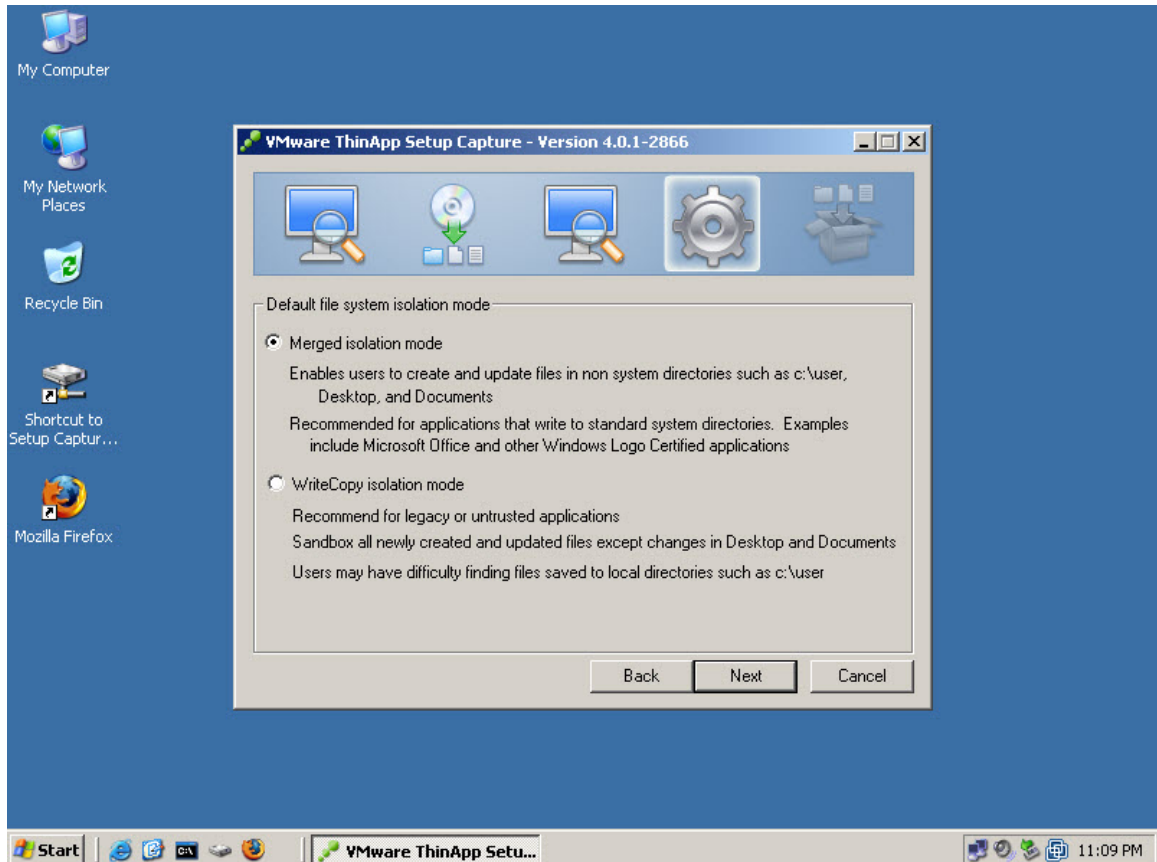 My Computer
My Network
Places
Recycle Bin
Shortcut to
Setup Captur...
Mozilla Firefox
VMware ThinApp Setup Capture - Version 4.0.1-2866
Default file system isolation mode
Merged isolation mode
Enables users to create and update files in non system directories such as c:\user,
Desktop, and Documents
Recommended for applications that write to standard system directories. Examples
include Microsoft Office and other Windows Logo Certified applications
WriteCopy isolation mode
Recommend for legacy or untrusted applications
Sandbox all newly created and updated files except changes in Desktop and Documents
Users may have difficulty finding files saved to local directories such as c:\user
Back Next Cancel
Start C:\ VMware ThinApp Setu... 11:09 PM